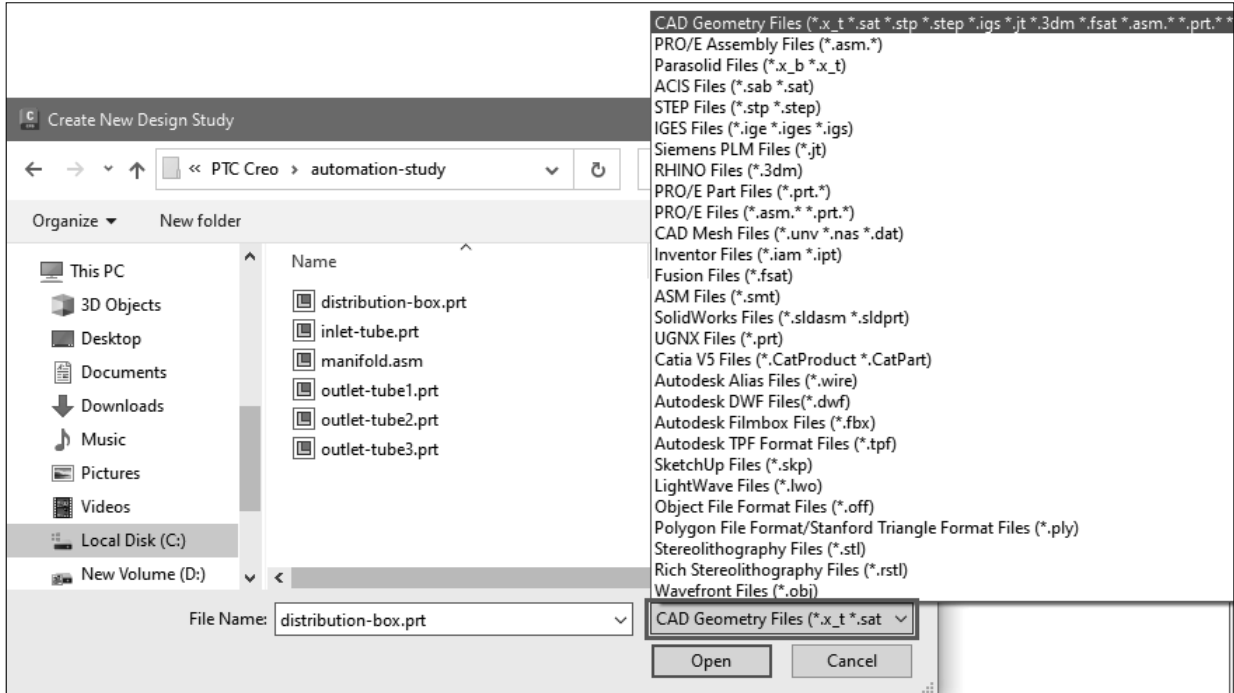 CAD Geometry Files (*.x_t *.sat *.stp *.step *.igs *.jt *.3dm *.fsat *.asm.* *.prt.* *
PRO/E Assembly Files (*.asm.*)
Parasolid Files (*.x_b *.x_t)
ACIS Files (*.sab *.sat)
STEP Files (*.stp *.step)
IGES Files (*.ige *.iges *.igs)
Siemens PLM Files (*.jt)
RHINO Files (*.3dm)
PRO/E Part Files (*.prt.*)
PRO/E Files (*.asm.* *.prt.*)
CAD Mesh Files (*.unv *.nas *.dat)
Inventor Files (*.iam *.ipt)
Fusion Files (*.fsat)
ASM Files (*.smt)
SolidWorks Files (*.sldasm *.sldprt)
UGNX Files (*.prt)
Catia V5 Files (*.CatProduct *.CatPart)
Autodesk Alias Files (*.wire)
Autodesk DWF Files(*.dwf)
Autodesk Filmbox Files (*.fbx)
Autodesk TPF Format Files (*.tpf)
SketchUp Files (*.skp)
LightWave Files (*.lwo)
Object File Format Files (*.off)
Polygon File Format/Stanford Triangle Format Files (*.ply)
Stereolithography Files (*.stl)
Rich Stereolithography Files (*.rstl)
Wavefront Files (*.obj)
C
Create New Design Study
« PTC Creo > automation-study
Organize
New folder
This PC
3D Objects
Desktop
Documents
Downloads
Music
Pictures
Videos
Local Disk (C:)
New Volume (D:)
Name
distribution-box.prt
inlet-tube.prt
manifold.asm
outlet-tube1.prt
outlet-tube2.prt
outlet-tube3.prt
File Name: distribution-box.prt
CAD Geometry Files (*.x_t *.sat
Open
Cancel